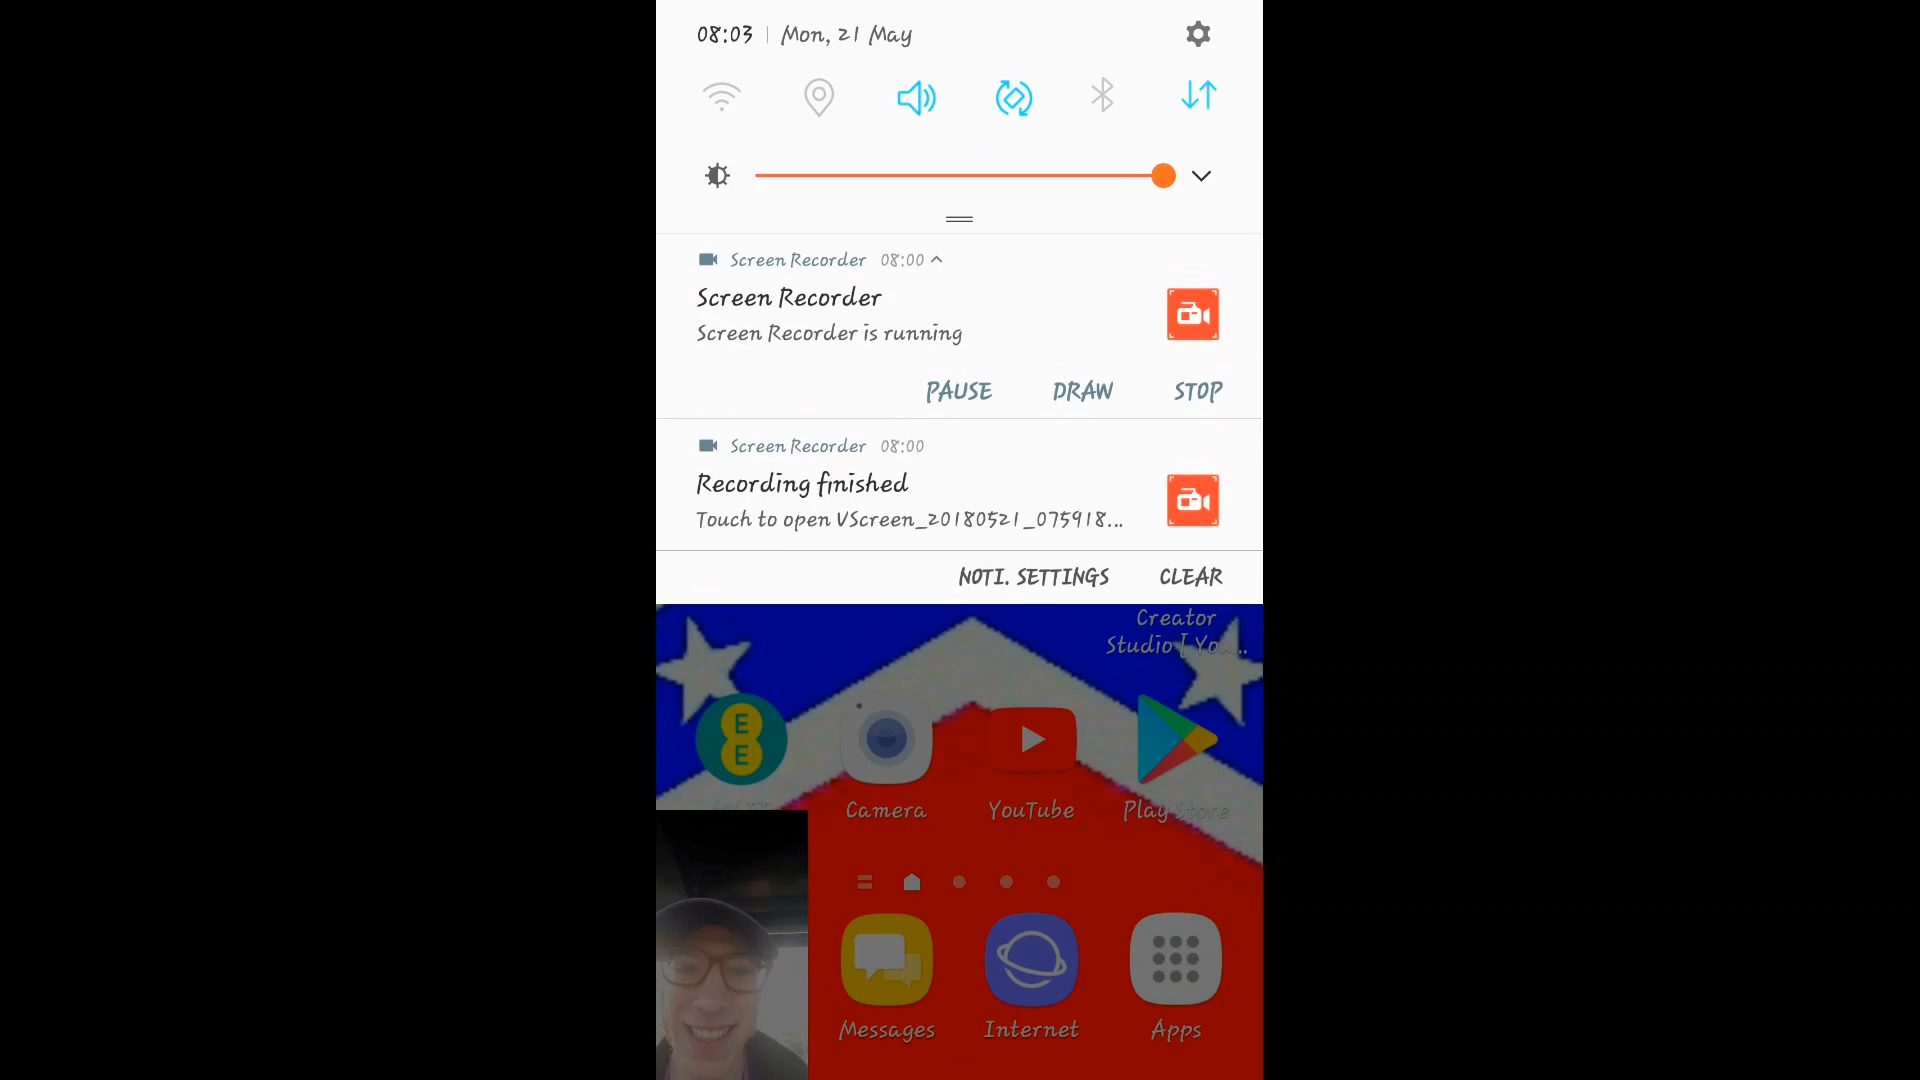 08:03 | Mon, 21 May
Screen Recorder 08:00
Screen Recorder
Screen Recorder is running
PAUSE DRAW STOP
Screen Recorder 08:00
Recording finished
Touch to open VScreen_20180521_075918...
NOTI. SETTINGS CLEAR
Creator
Studio [ You...
E
E
Camera YouTube Play Store
Messages Internet Apps